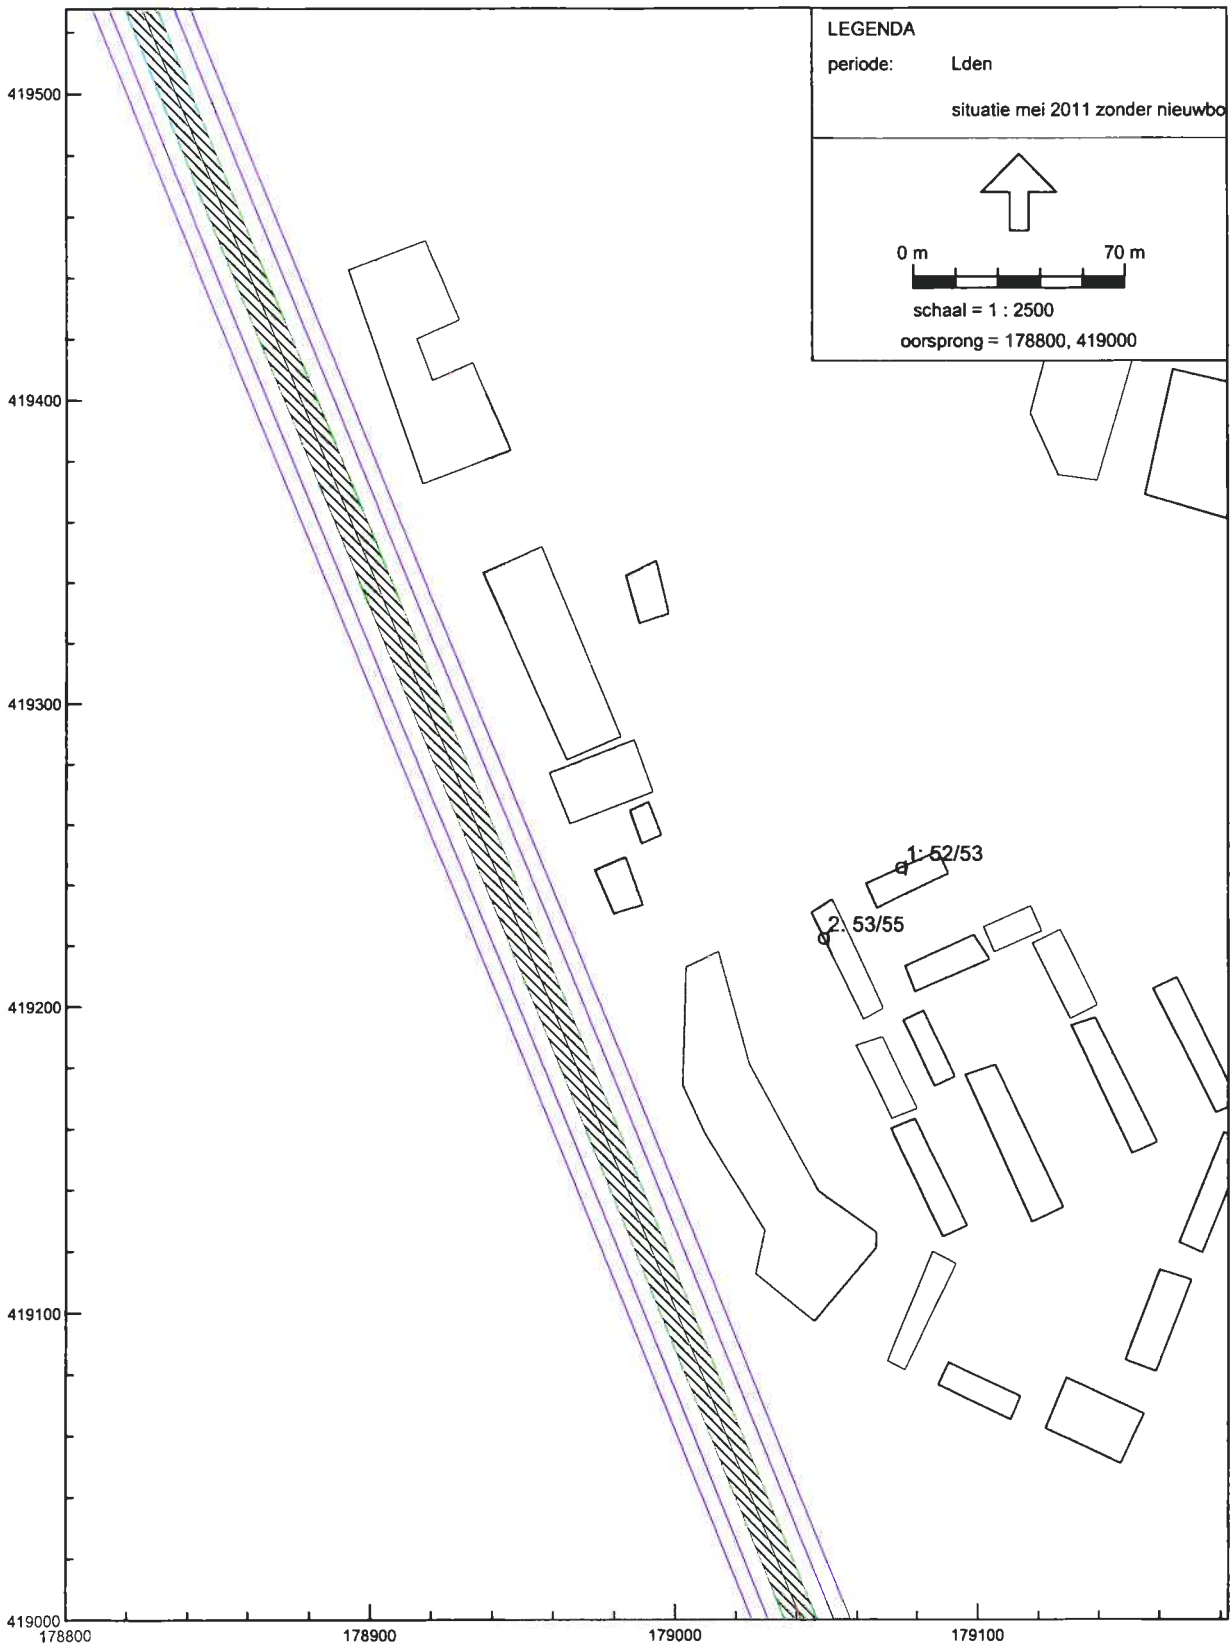 LEGENDA
periode: Lden
situatie mei 2011 zonder nieuwbo
0 m 70 m
schaal = 1 : 2500
oorsprong = 178800, 419000
419500
419400
419300
1: 52/53
2: 53/55
419200
419100
419000
178800 178900 179000 179100